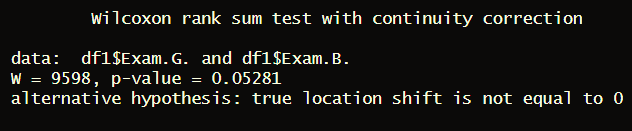 Wilcoxon rank sum test with continuity correction
data:  df1$Exam.G. and df1$Exam.B.
W = 9598, p-value = 0.05281
alternative hypothesis: true location shift is not equal to 0